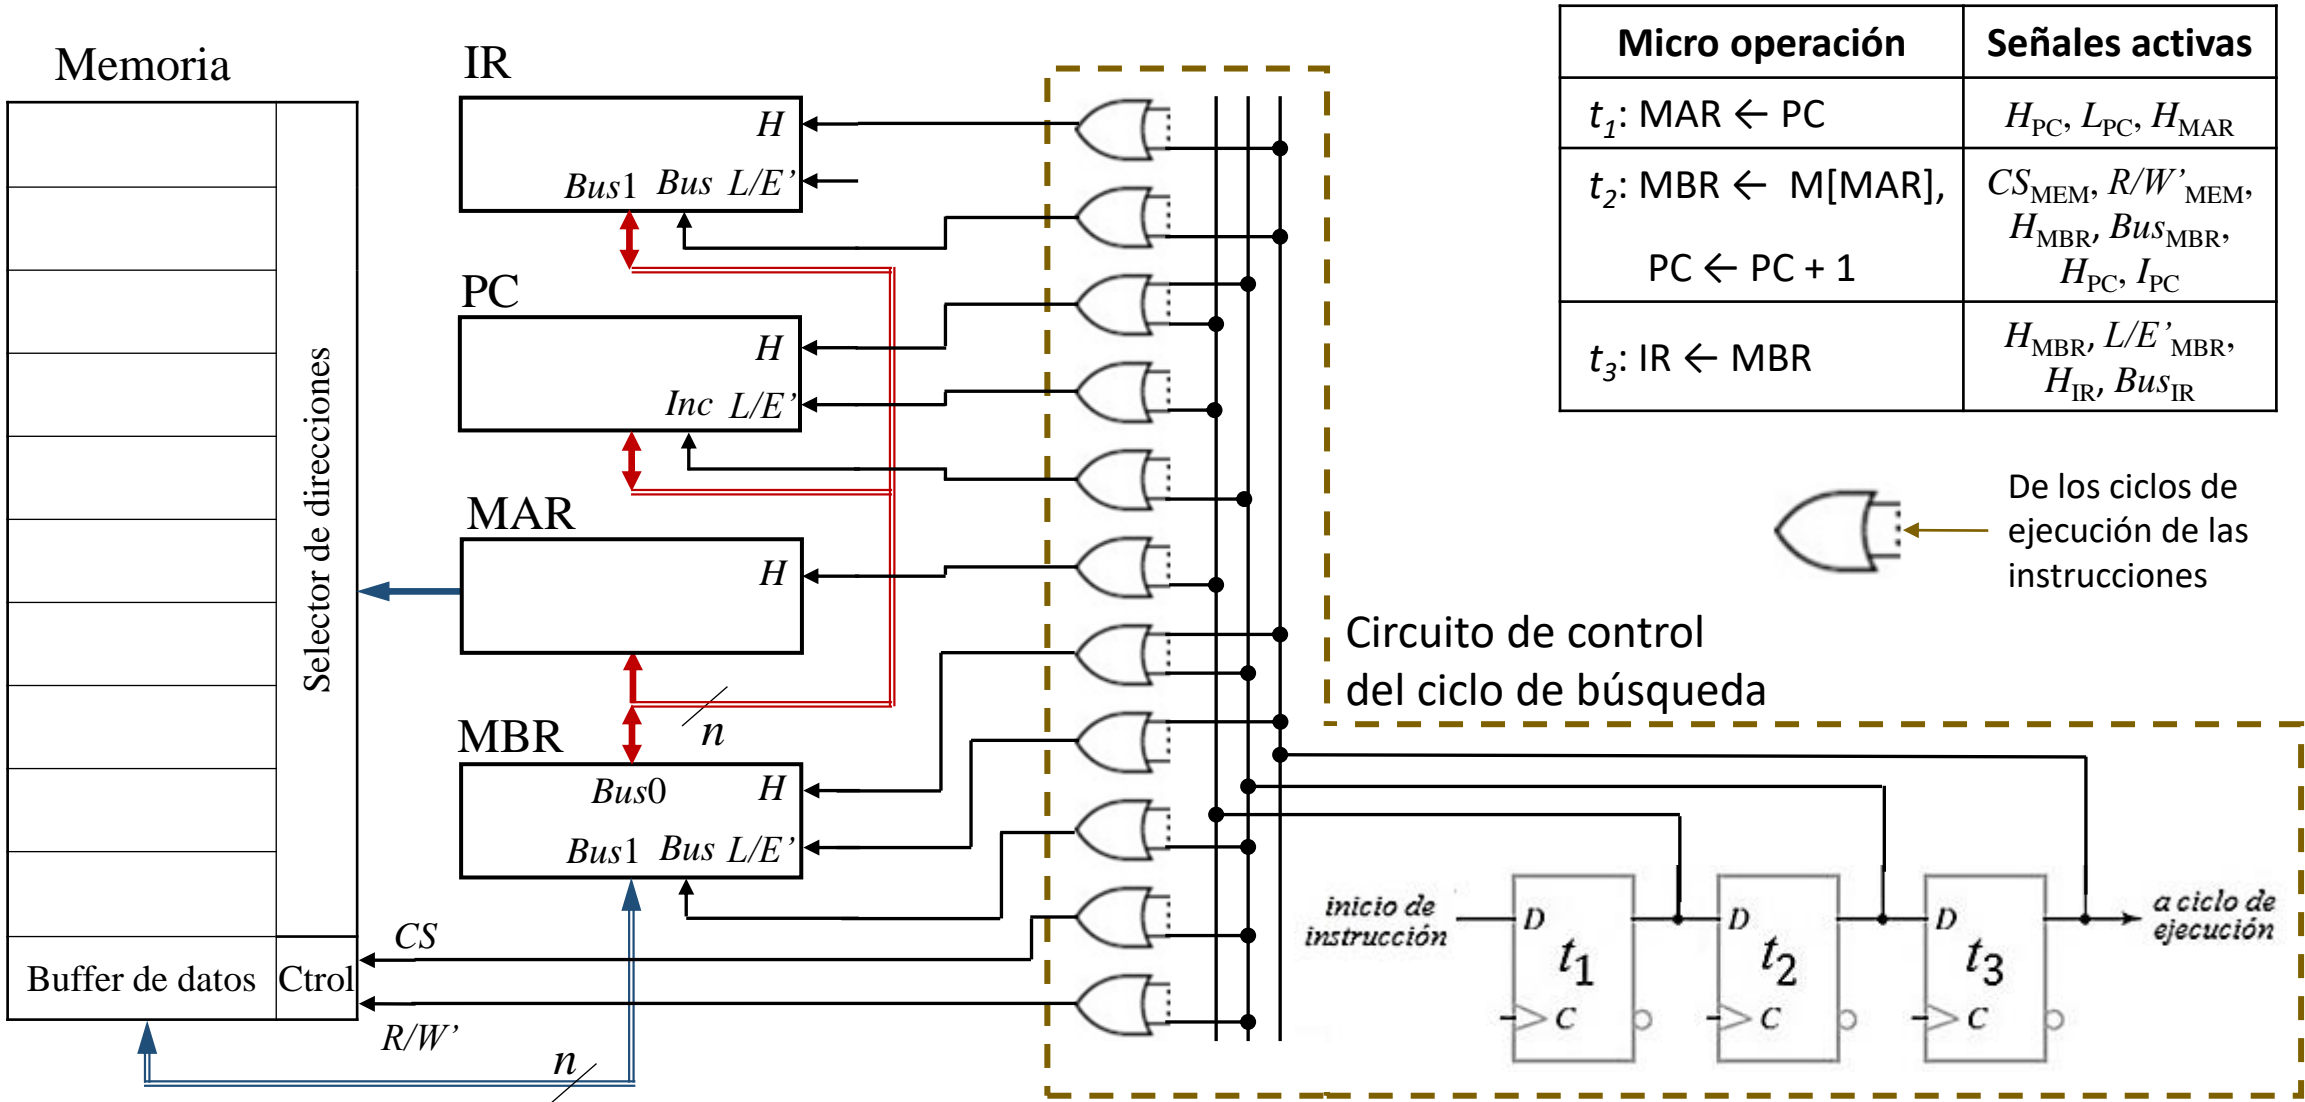 Memoria
Selector de direcciones
Buffer de datos
Ctrol
CS
R/W’
n
IR
H
Bus1 Bus L/E’
PC
H
Inc L/E’
MAR
H
n
MBR
Bus0 H
Bus1 Bus L/E’
Micro operación Señales activas
t1: MAR ← PC HPC, LPC, HMAR
t2: MBR ← M[MAR], CSMEM, R/W’MEM,
HMBR, BusMBR,
PC ← PC + 1 HPC, IPC
t3: IR ← MBR HMBR, L/E’MBR,
HIR, BusIR
De los ciclos de
ejecución de las
instrucciones
Circuito de control
del ciclo de búsqueda
inicio de
instrucción
D
t1
C
D
t2
C
D
t3
C
a ciclo de
ejecución